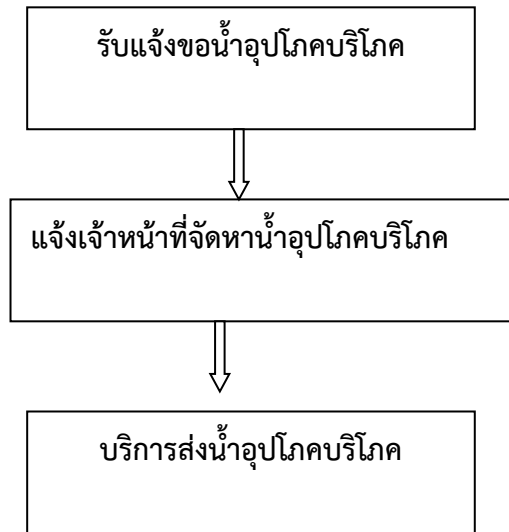 รับแจ้งขอน้ำอุปโภคบริโภค
แจ้งเจ้าหน้าที่จัดหาน้ำอุปโภคบริโภค
บริการส่งน้ำอุปโภคบริโภค